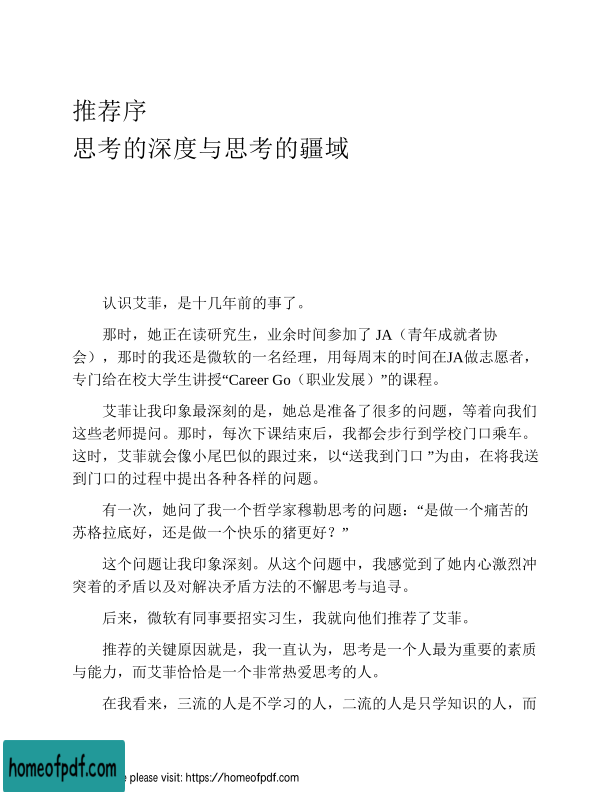 推荐序
思考的深度与思考的疆域
认识艾菲，是十几年前的事了。
那时，她正在读研究生，业余时间参加了 JA（青年成就者协
会），那时的我还是微软的一名经理，用每周末的时间在JA做志愿者，
专门给在校大学生讲授“Career Go（职业发展）”的课程。
艾菲让我印象最深刻的是，她总是准备了很多的问题，等着向我们
这些老师提问。那时，每次下课结束后，我都会步行到学校门口乘车。
这时，艾菲就会像小尾巴似的跟过来，以“送我到门口 ”为由，在将我送
到门口的过程中提出各种各样的问题。
有一次，她问了我一个哲学家穆勒思考的问题：“是做一个痛苦的
苏格拉底好，还是做一个快乐的猪更好？”
这个问题让我印象深刻。从这个问题中，我感觉到了她内心激烈冲
突着的矛盾以及对解决矛盾方法的不懈思考与追寻。
后来，微软有同事要招实习生，我就向他们推荐了艾菲。
推荐的关键原因就是，我一直认为，思考是一个人最为重要的素质
与能力，而艾菲恰恰是一个非常热爱思考的人。
在我看来，三流的人是不学习的人，二流的人是只学知识的人，而
homeofpdf.com
please visit: https://homeofpdf.com